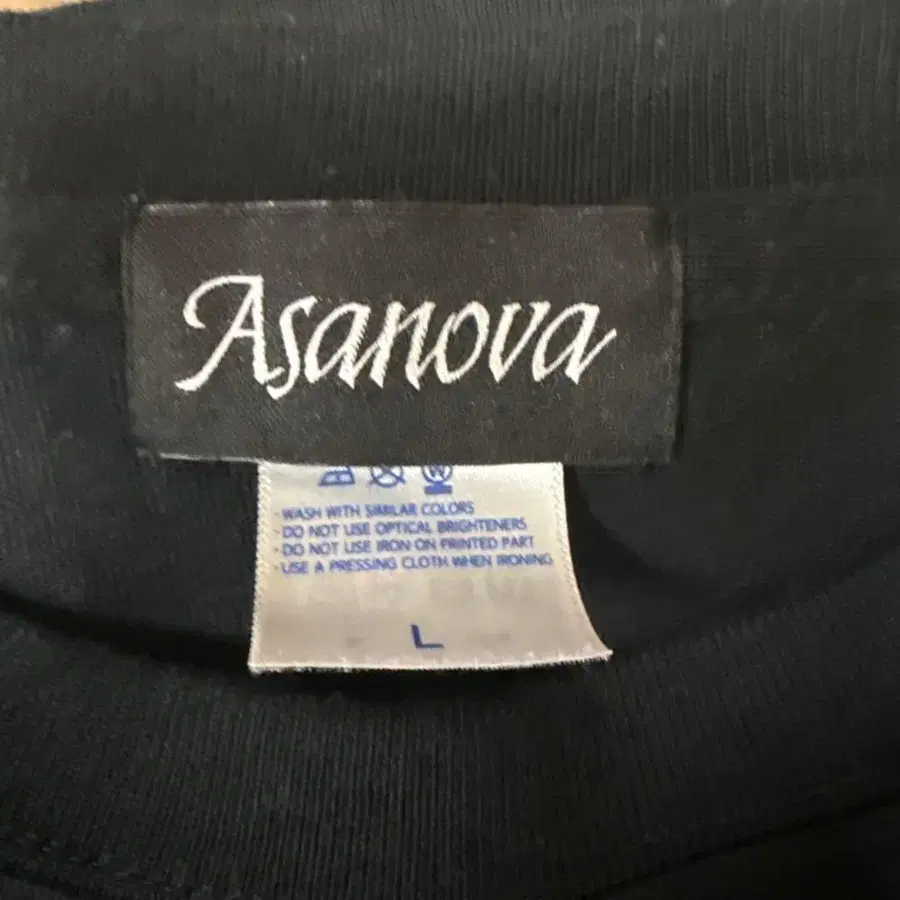 Asanova
· WASH WITH SIMILAR COLORS
· DO NOT USE OPTICAL BRIGHTENERS
· DO NOT USE IRON ON PRINTED PART
· USE A PRESSING CLOTH WHEN IRONING
L